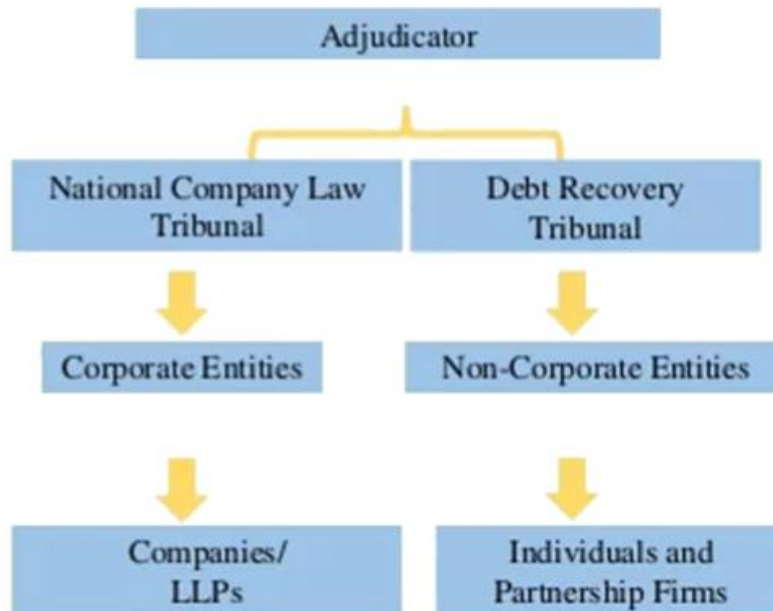 Adjudicator
National Company Law
Tribunal
Debt Recovery
Tribunal
Corporate Entities
Non-Corporate Entities
Companies/
LLPs
Individuals and
Partnership Firms